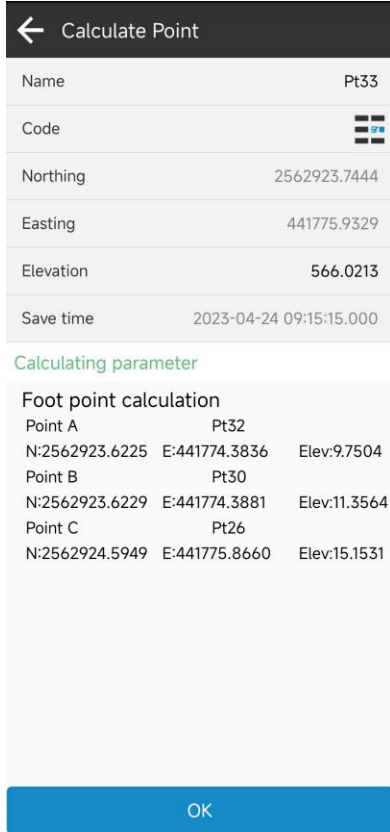 Calculate Point
Name Pt33
Code
Northing 2562923.7444
Easting 441775.9329
Elevation 566.0213
Save time 2023-04-24 09:15:15.000
Calculating parameter
Foot point calculation
Point A Pt32
N:2562923.6225 E:441774.3836 Elev:9.7504
Point B Pt30
N:2562923.6229 E:441774.3881 Elev:11.3564
Point C Pt26
N:2562924.5949 E:441775.8660 Elev:15.1531
OK